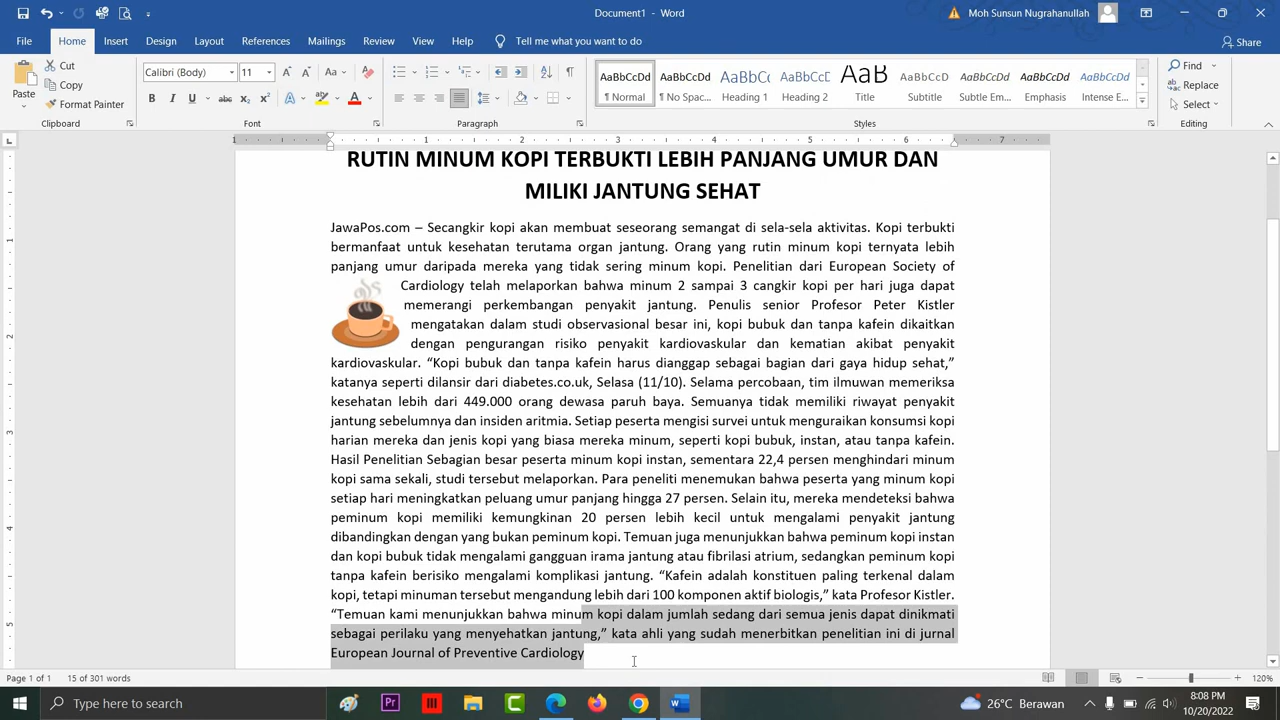 Document1 - Word
Moh Sunsun Nugrahallah
File Home Insert Design Layout References Mailings Review View Help Tell me what you want to do Share
Paste Cut Copy Format Painter
Calibri (Body) 11
Find Replace Select
AaBbCcDd AaBbCcDd AaBbCc AaBbCcE AaB AaBbCcD AaBbCcDd AaBbCcDd AaBbCcDd
¶ Normal ¶ No Spac... Heading 1 Heading 2 Title Subtitle Subtle Em... Emphasis Intense E...
Clipboard Font Paragraph Styles Editing
1 1 2 3 4 5 6 7
RUTIN MINUM KOPI TERBUKTI LEBIH PANJANG UMUR DAN
MILIKI JANTUNG SEHAT
JawaPos.com – Secangkir kopi akan membuat seseorang semangat di sela-sela aktivitas. Kopi terbukti
bermanfaat untuk kesehatan terutama organ jantung. Orang yang rutin minum kopi ternyata lebih
panjang umur daripada mereka yang tidak sering minum kopi. Penelitian dari European Society of
Cardiology telah melaporkan bahwa minum 2 sampai 3 cangkir kopi per hari juga dapat
memerangi perkembangan penyakit jantung. Penulis senior Profesor Peter Kistler
mengatakan dalam studi observasional besar ini, kopi bubuk dan tanpa kafein dikaitkan
dengan pengurangan risiko penyakit kardiovaskular dan kematian akibat penyakit
kardiovaskular. “Kopi bubuk dan tanpa kafein harus dianggap sebagai bagian dari gaya hidup sehat,”
katanya seperti dilansir dari diabetes.co.uk, Selasa (11/10). Selama percobaan, tim ilmuwan memeriksa
kesehatan lebih dari 449.000 orang dewasa paruh baya. Semuanya tidak memiliki riwayat penyakit
jantung sebelumnya dan insiden aritmia. Setiap peserta mengisi survei untuk menguraikan konsumsi kopi
harian mereka dan jenis kopi yang biasa mereka minum, seperti kopi bubuk, instan, atau tanpa kafein.
Hasil Penelitian Sebagian besar peserta minum kopi instan, sementara 22,4 persen menghindari minum
kopi sama sekali, studi tersebut melaporkan. Para peneliti menemukan bahwa peserta yang minum kopi
setiap hari meningkatkan peluang umur panjang hingga 27 persen. Selain itu, mereka mendeteksi bahwa
peminum kopi memiliki kemungkinan 20 persen lebih kecil untuk mengalami penyakit jantung
dibandingkan dengan yang bukan peminum kopi. Temuan juga menunjukkan bahwa peminum kopi instan
dan kopi bubuk tidak mengalami gangguan irama jantung atau fibrilasi atrium, sedangkan peminum kopi
tanpa kafein berisiko mengalami komplikasi jantung. “Kafein adalah konstituen paling terkenal dalam
kopi, tetapi minuman tersebut mengandung lebih dari 100 komponen aktif biologis,” kata Profesor Kistler.
“Temuan kami menunjukkan bahwa minum kopi dalam jumlah sedang dari semua jenis dapat dinikmati
sebagai perilaku yang menyehatkan jantung,” kata ahli yang sudah menerbitkan penelitian ini di jurnal
European Journal of Preventive Cardiology
Page 1 of 1 15 of 301 words 120%
Type here to search
26°C Berawan
8:08 PM
10/20/2022